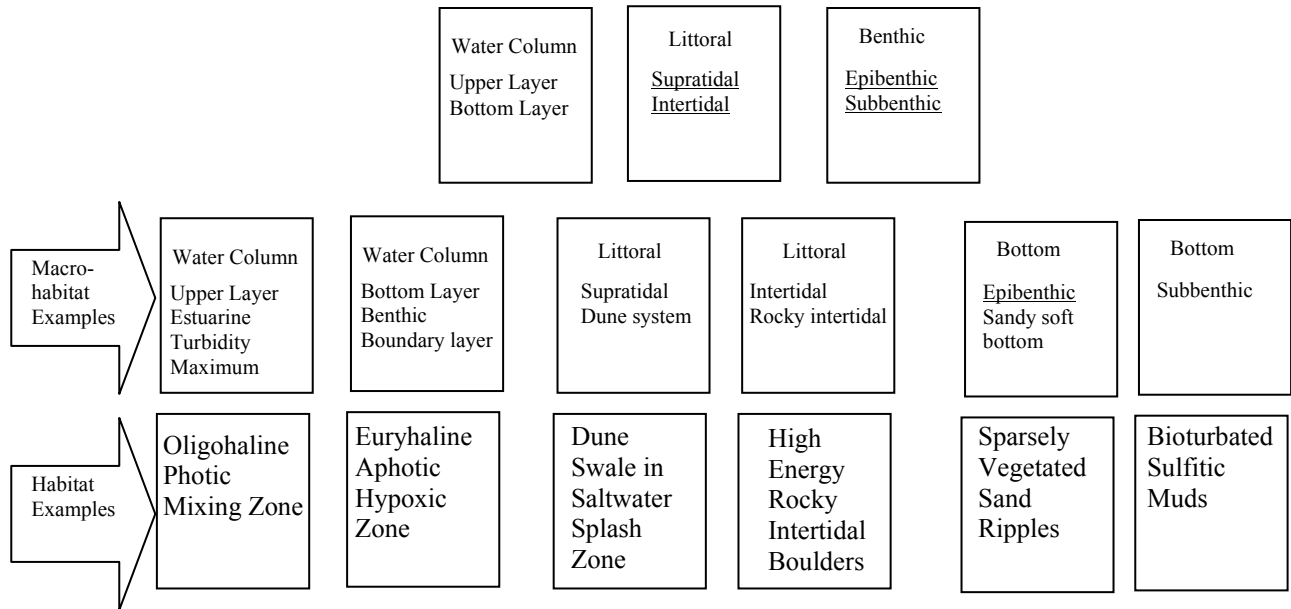 Water Column
Upper Layer
Bottom Layer
Littoral
Supratidal
Intertidal
Benthic
Epibenthic
Subbenthic
Macro-
habitat
Examples
Water Column
Upper Layer
Estuarine
Turbidity
Maximum
Water Column
Bottom Layer
Benthic
Boundary layer
Littoral
Supratidal
Dune system
Littoral
Intertidal
Rocky intertidal
Bottom
Epibenthic
Sandy soft
bottom
Bottom
Subbenthic
Habitat
Examples
Oligohaline
Photic
Mixing Zone
Euryhaline
Aphotic
Hypoxic
Zone
Dune
Swale in
Saltwater
Splash
Zone
High
Energy
Rocky
Intertidal
Boulders
Sparsely
Vegetated
Sand
Ripples
Bioturbated
Sulfitic
Muds